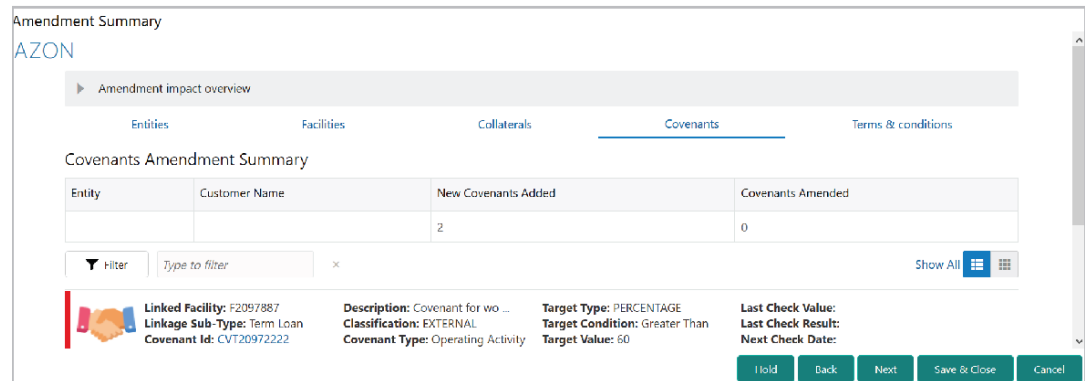 Amendment Summary
AZON
Amendment impact overview
Entities Facilities Collaterals Covenants Terms & conditions
Covenants Amendment Summary
Entity Customer Name New Covenants Added Covenants Amended
2 0
Filter Type to filter × Show All
Linked Facility: F2097887 Description: Covenant for wo ... Target Type: PERCENTAGE Last Check Value:
Linkage Sub-Type: Term Loan Classification: EXTERNAL Target Condition: Greater Than Last Check Result:
Covenant Id: CVT20972222 Covenant Type: Operating Activity Target Value: 60 Next Check Date:
Hold Back Next Save & Close Cancel